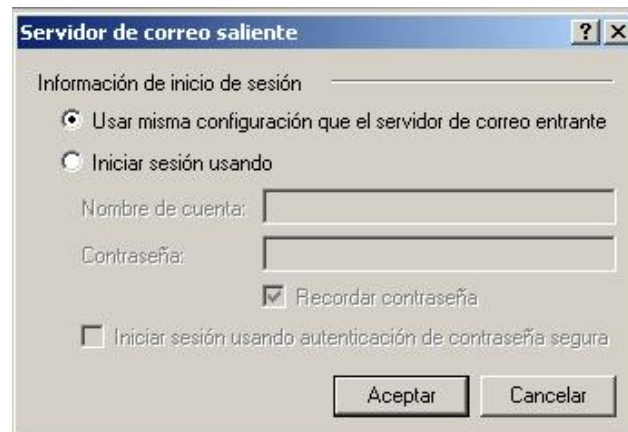 Servidor de correo saliente
Información de inicio de sesión
Usar misma configuración que el servidor de correo entrante
Iniciar sesión usando
Nombre de cuenta:
Contraseña:
Recordar contraseña
Iniciar sesión usando autenticación de contraseña segura
Aceptar Cancelar